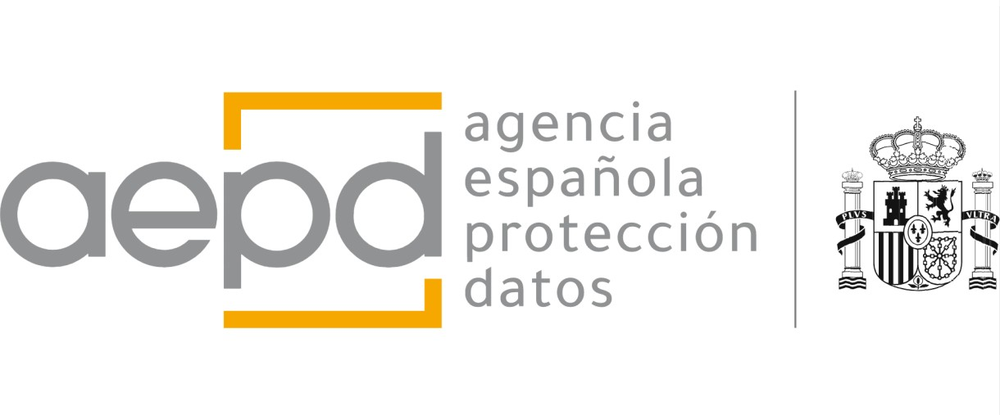 aepd
agencia
española
protección
datos
PLVS VLTRA